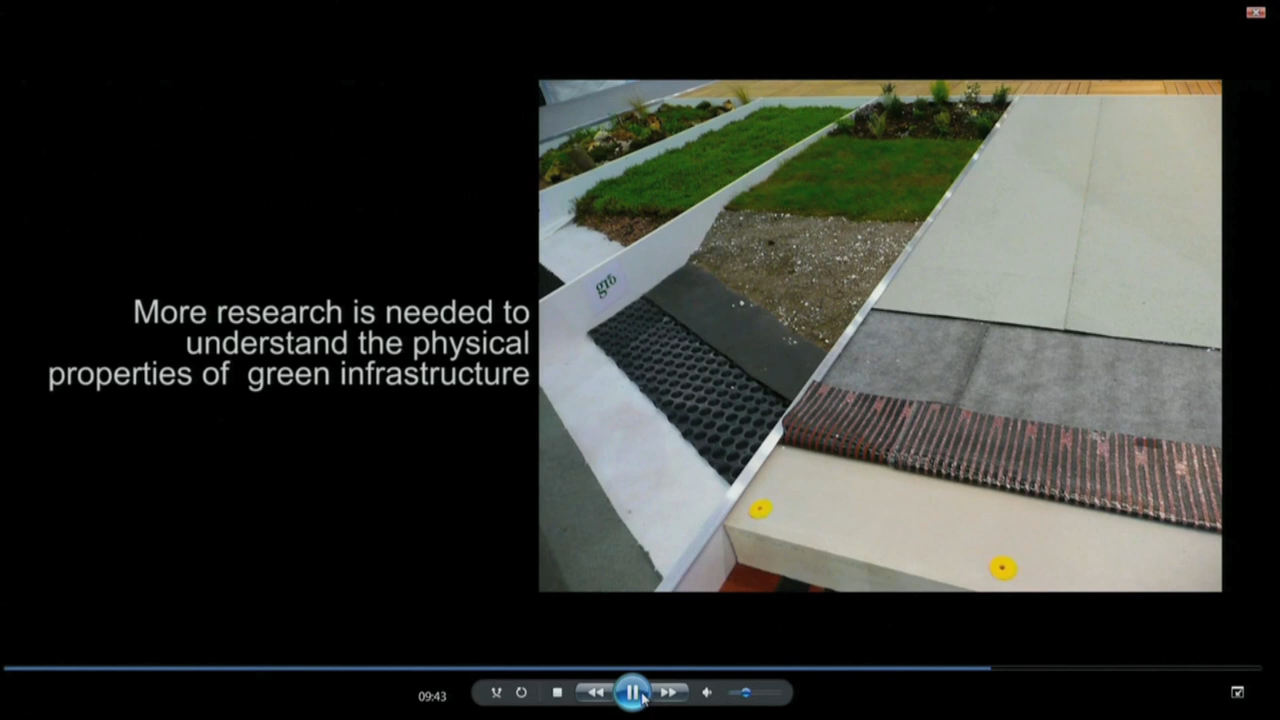 More research is needed to
understand the physical
properties of  green infrastructure
09:43